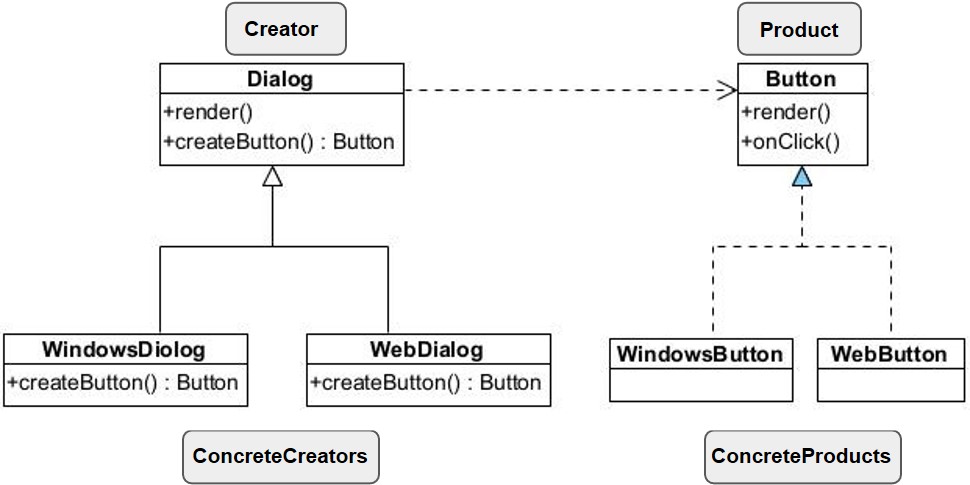 Creator
Product
Dialog
+render()
+createButton() : Button
Button
+render()
+onClick()
WindowsDiolog
+createButton() : Button
WebDialog
+createButton() : Button
WindowsButton
WebButton
ConcreteCreators
ConcreteProducts